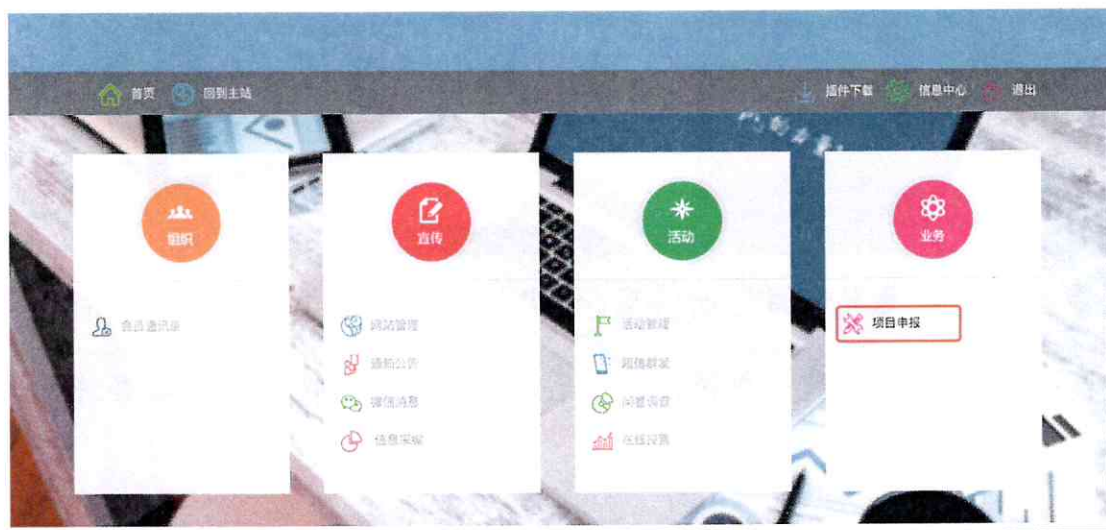 首页 回到主站 插件下载 信息中心 退出
组织
会员通讯录
宣传
网站管理
通知公告
微信消息
信息采编
活动
活动管理
短信群发
问卷调查
在线投票
业务
项目申报